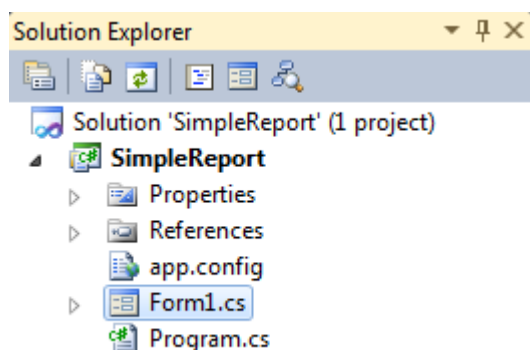 Solution Explorer
Solution 'SimpleReport' (1 project)
SimpleReport
Properties
References
app.config
Form1.cs
Program.cs